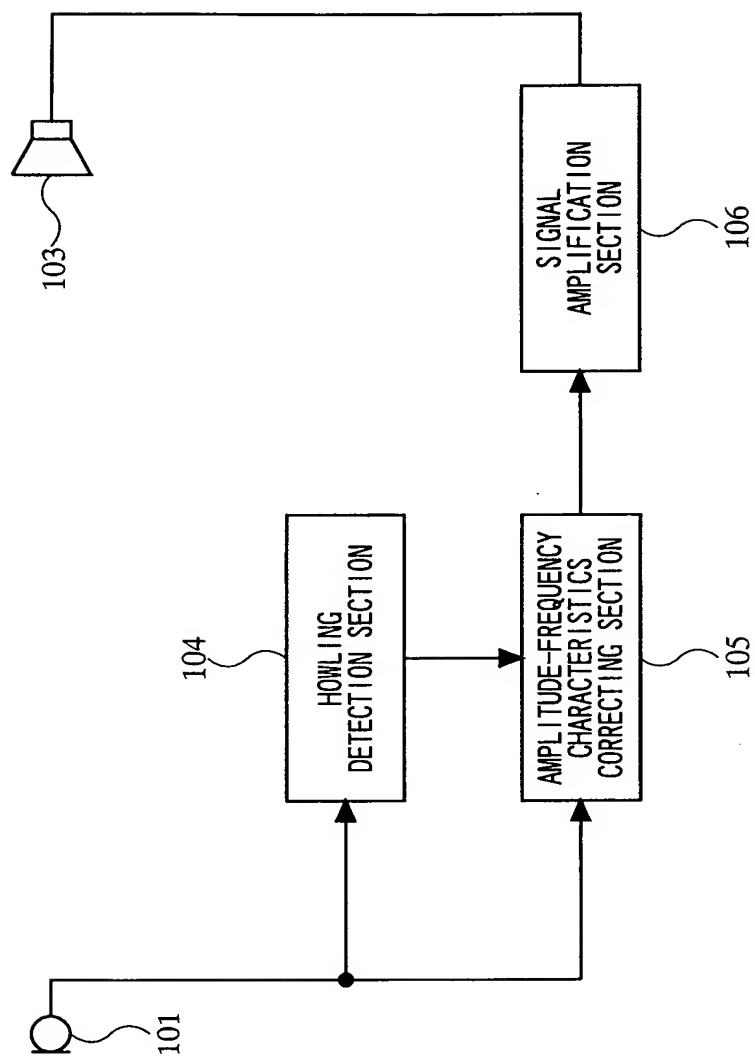 103
SIGNAL
AMPLIFICATION
SECTION
106
104
HOWLING
DETECTION SECTION
AMPLITUDE-FREQUENCY
CHARACTERISTICS
CORRECTING SECTION
105
101